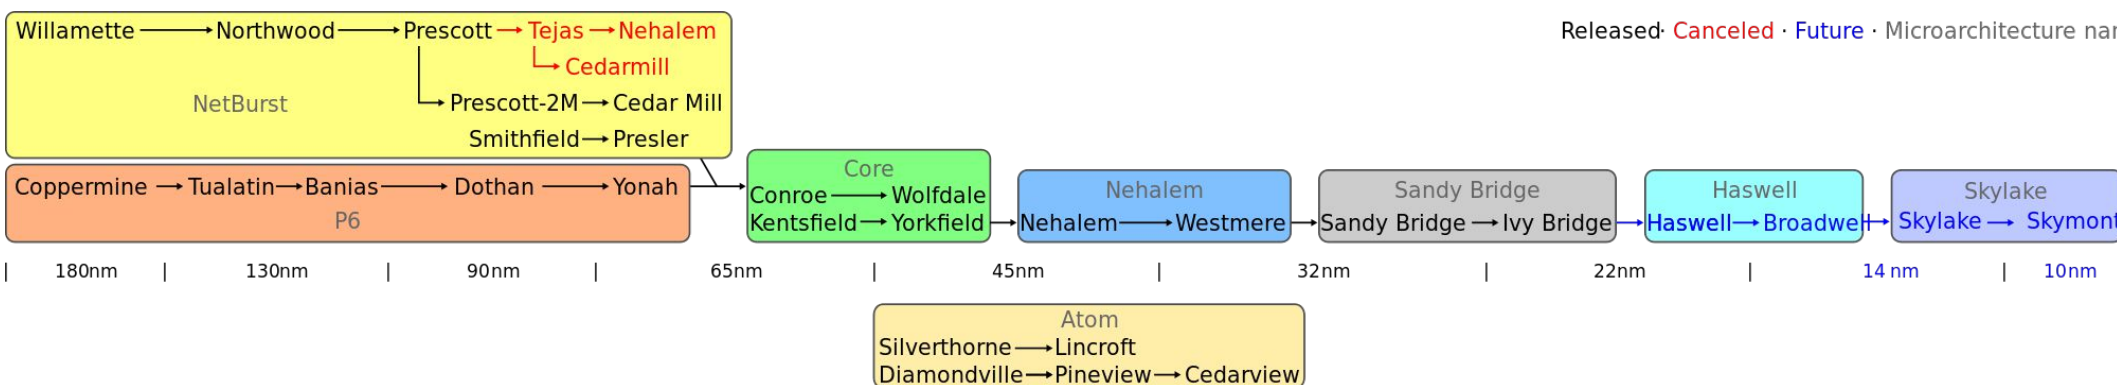 Willamette Northwood Prescott Tejas Nehalem
Released · Canceled · Future · Microarchitecture nar
Cedarmill
NetBurst
Prescott-2M Cedar Mill
Smithfield Presler
Coppermine Tualatin Banias Dothan Yonah
P6
Core
Conroe Wolfdale
Kentsfield Yorkfield
Nehalem
Nehalem Westmere
Sandy Bridge
Sandy Bridge Ivy Bridge
Haswell
Haswell Broadwell
Skylake
Skylake Skymont
| 180nm | 130nm | 90nm | 65nm | 45nm | 32nm | 22nm | 14 nm | 10nm
Atom
Silverthorne Lincroft
Diamondville Pineview Cedarview